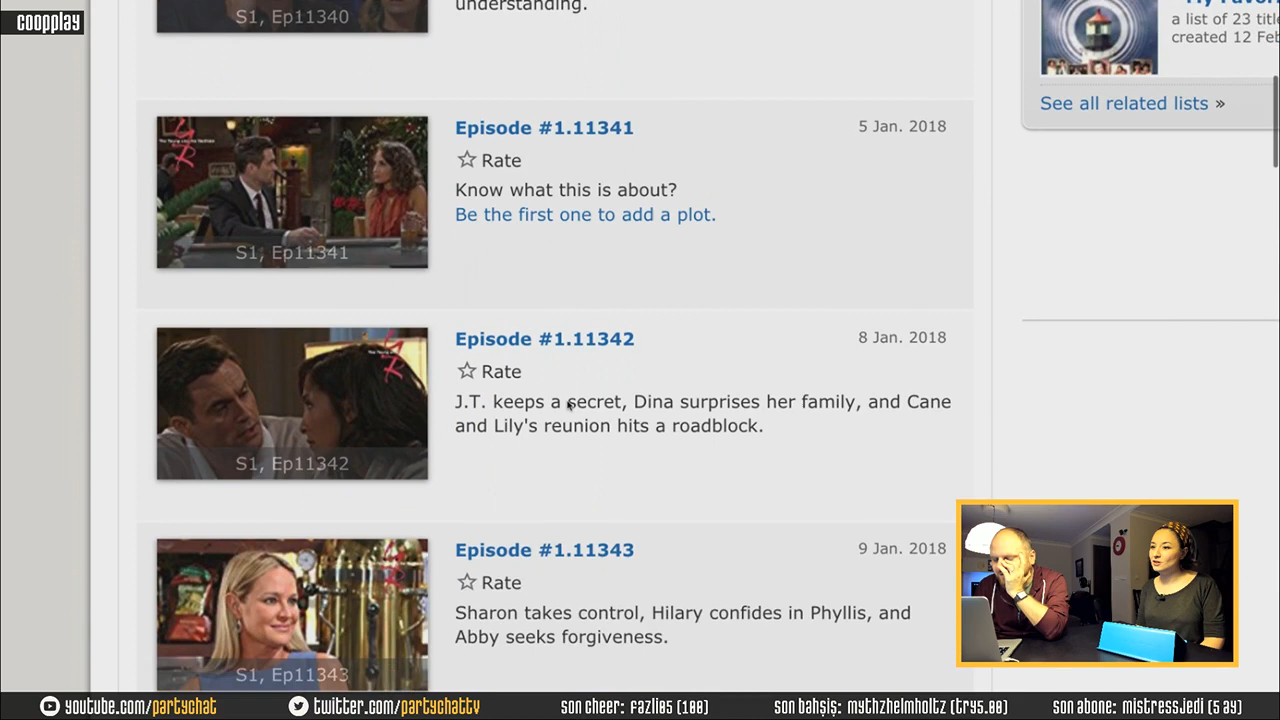 coopplay
S1, Ep11340
understanding.
a list of 23 titl
created 12 Feb
See all related lists »
Episode #1.11341
5 Jan. 2018
Rate
Know what this is about?
Be the first one to add a plot.
S1, Ep11341
Episode #1.11342
8 Jan. 2018
Rate
J.T. keeps a secret, Dina surprises her family, and Cane
and Lily's reunion hits a roadblock.
S1, Ep11342
Episode #1.11343
9 Jan. 2018
Rate
Sharon takes control, Hilary confides in Phyllis, and
Abby seeks forgiveness.
S1, Ep11343
youtube.com/partychat
twitter.com/partychattv
son cheer: fazli05 (100)
son bahşiş: mythzhelmholtz (try5.00)
son abone: mistressjedi (5 ay)